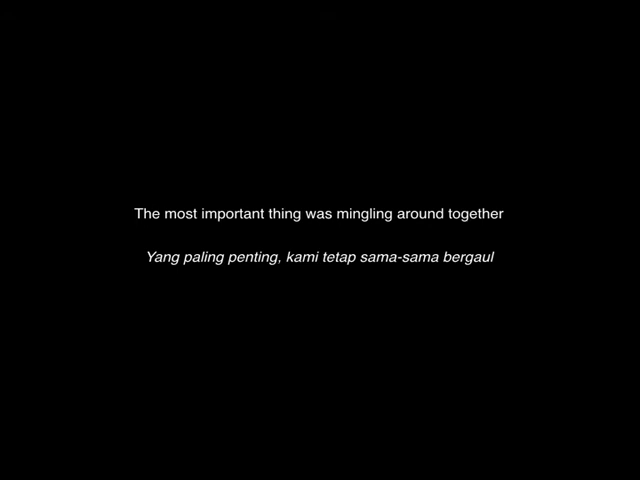 The most important thing was mingling around together
Yang paling penting, kami tetap sama-sama bergaul